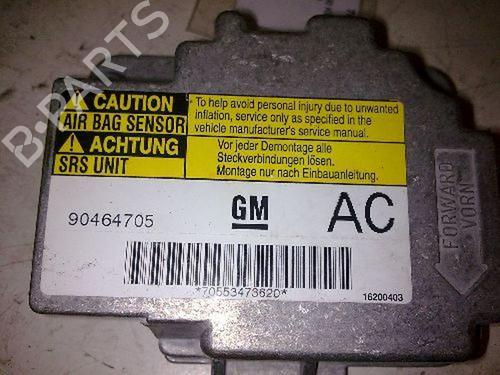 CAUTION
AIR BAG SENSOR
ACHTUNG
SRS UNIT
To help avoid personal injury due to unwanted
inflation, service only as specified in the
vehicle manufacturer's service manual.
Vor jeder Demontage alle
Steckverbindungen lösen.
Montage nur nach Einbauanleitung.
90464705
GM
AC
*70553473620*
16200403
FORWARD
VORN
B-PARTS